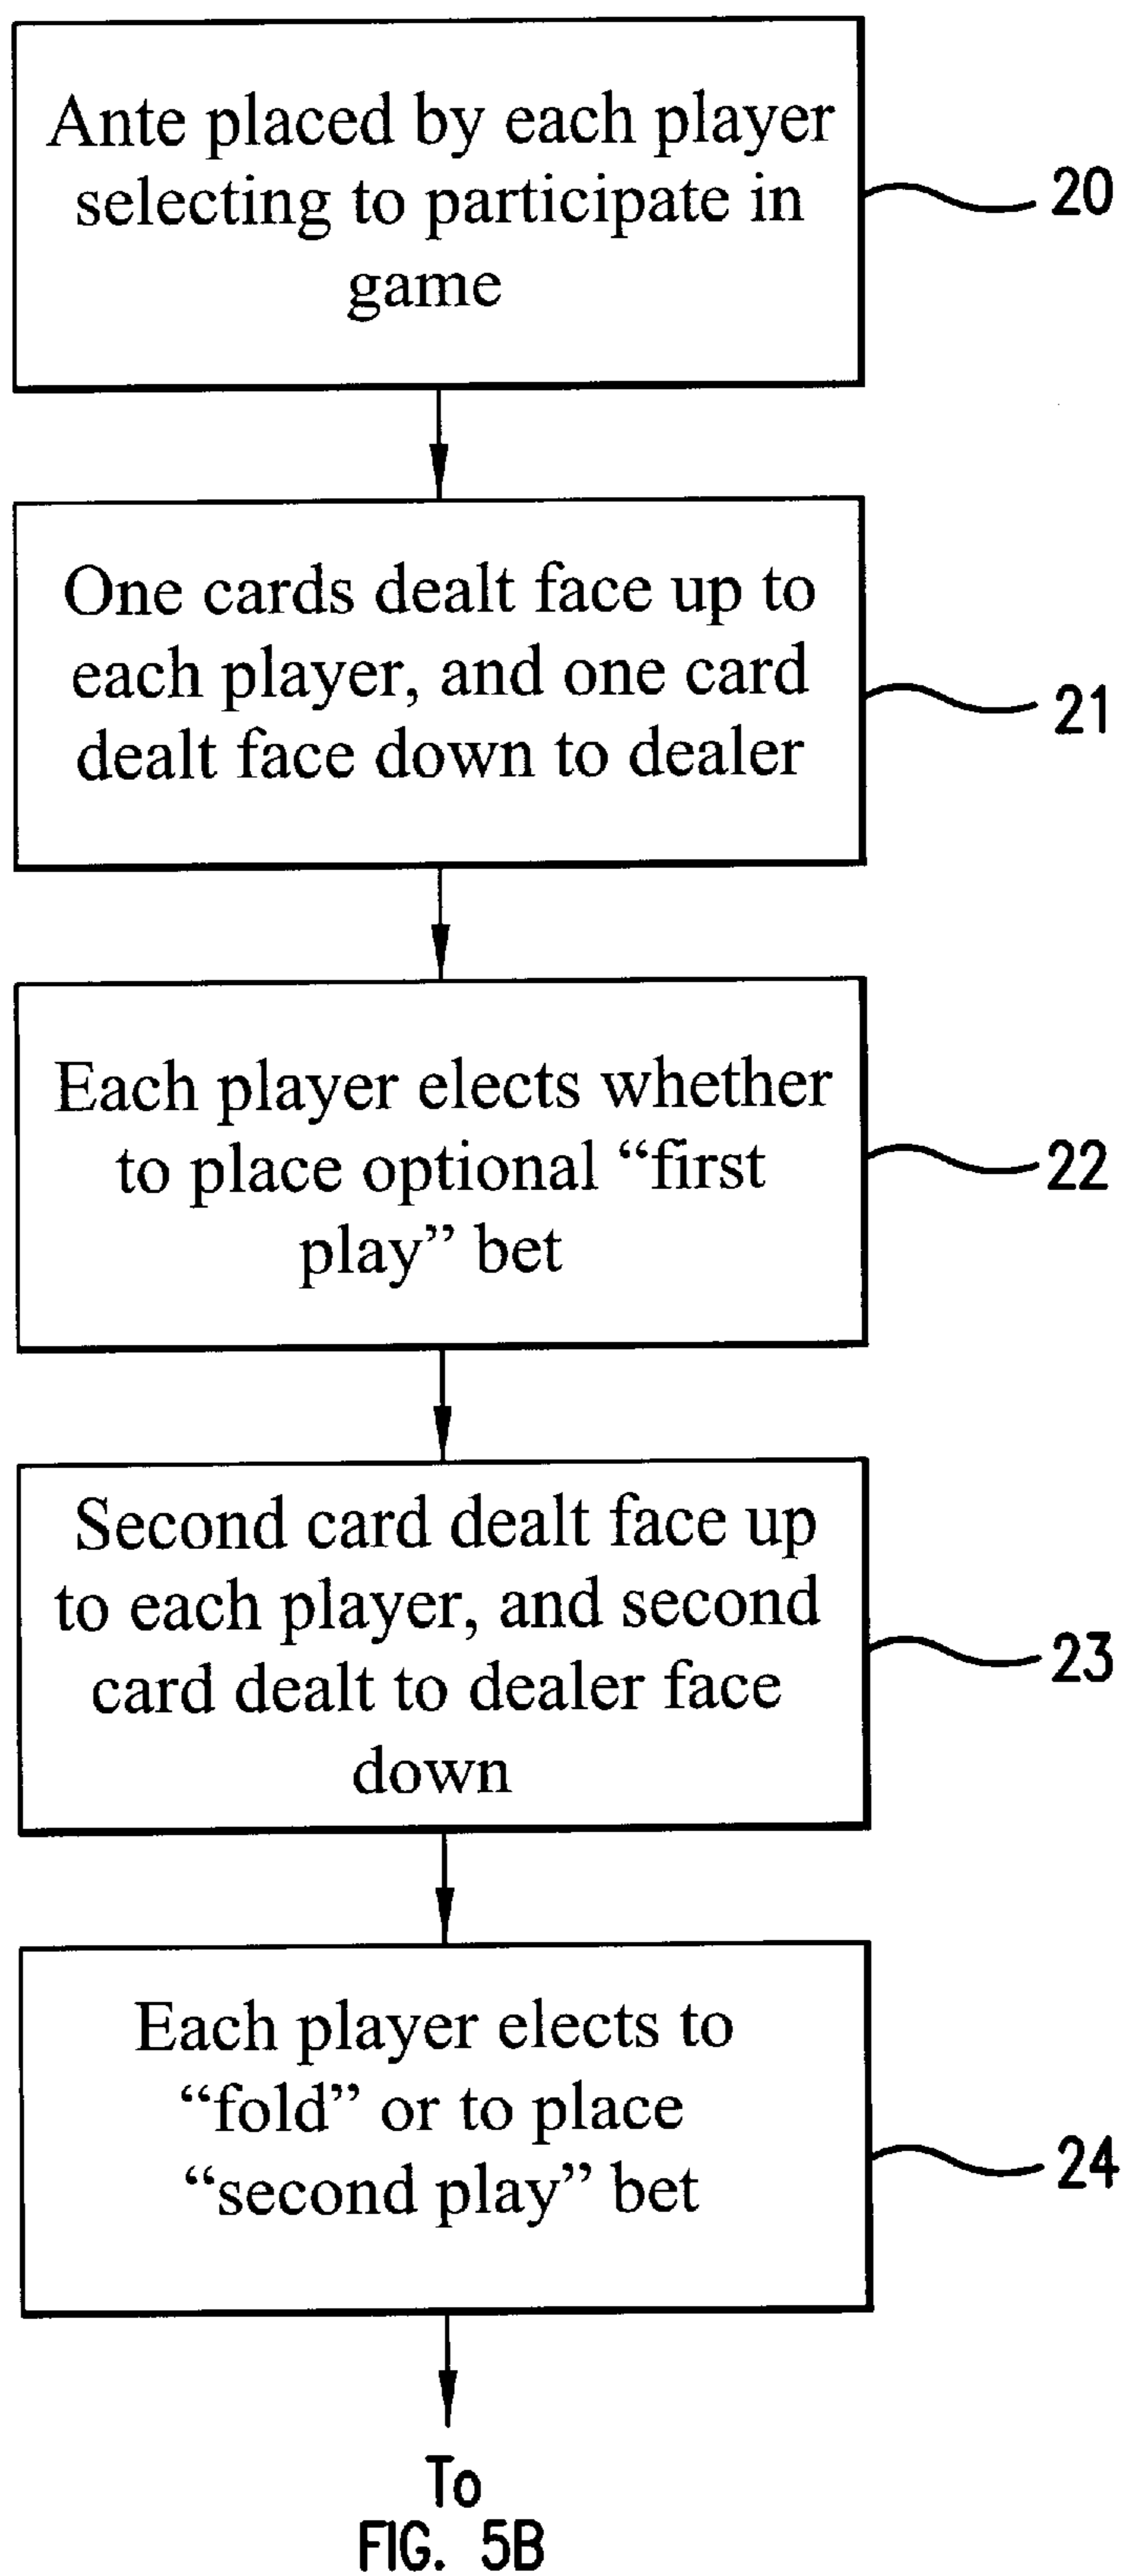 Ante placed by each player
selecting to participate in
game
20
One cards dealt face up to
each player, and one card
dealt face down to dealer
21
Each player elects whether
to place optional “first
play” bet
22
Second card dealt face up
to each player, and second
card dealt to dealer face
down
23
Each player elects to
“fold” or to place
“second play” bet
24
To
FIG. 5B